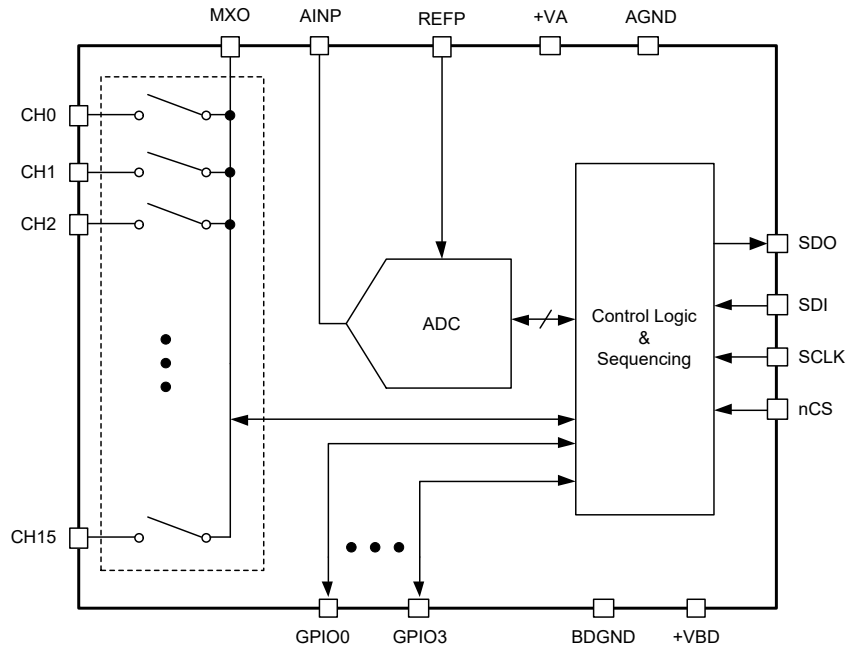 MXO
AINP
REFP
+VA
AGND
CH0
CH1
CH2
CH15
ADC
Control Logic
&
Sequencing
SDO
SDI
SCLK
nCS
GPIO0
GPIO3
BDGND
+VBD